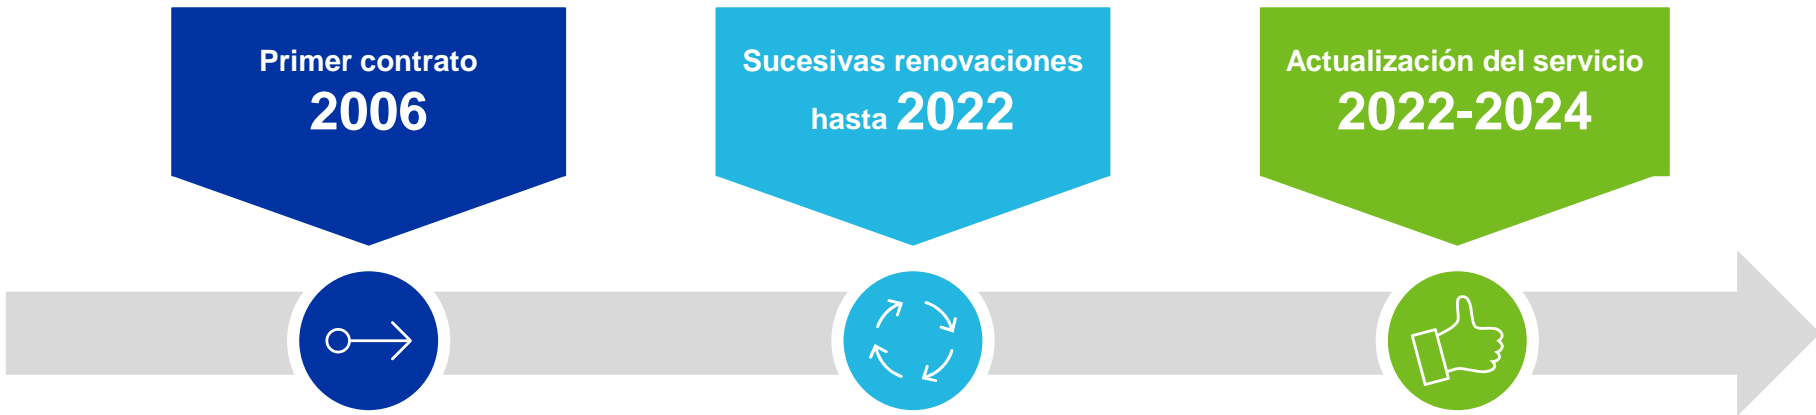 Primer contrato
2006
Sucesivas renovaciones
hasta 2022
Actualización del servicio
2022-2024